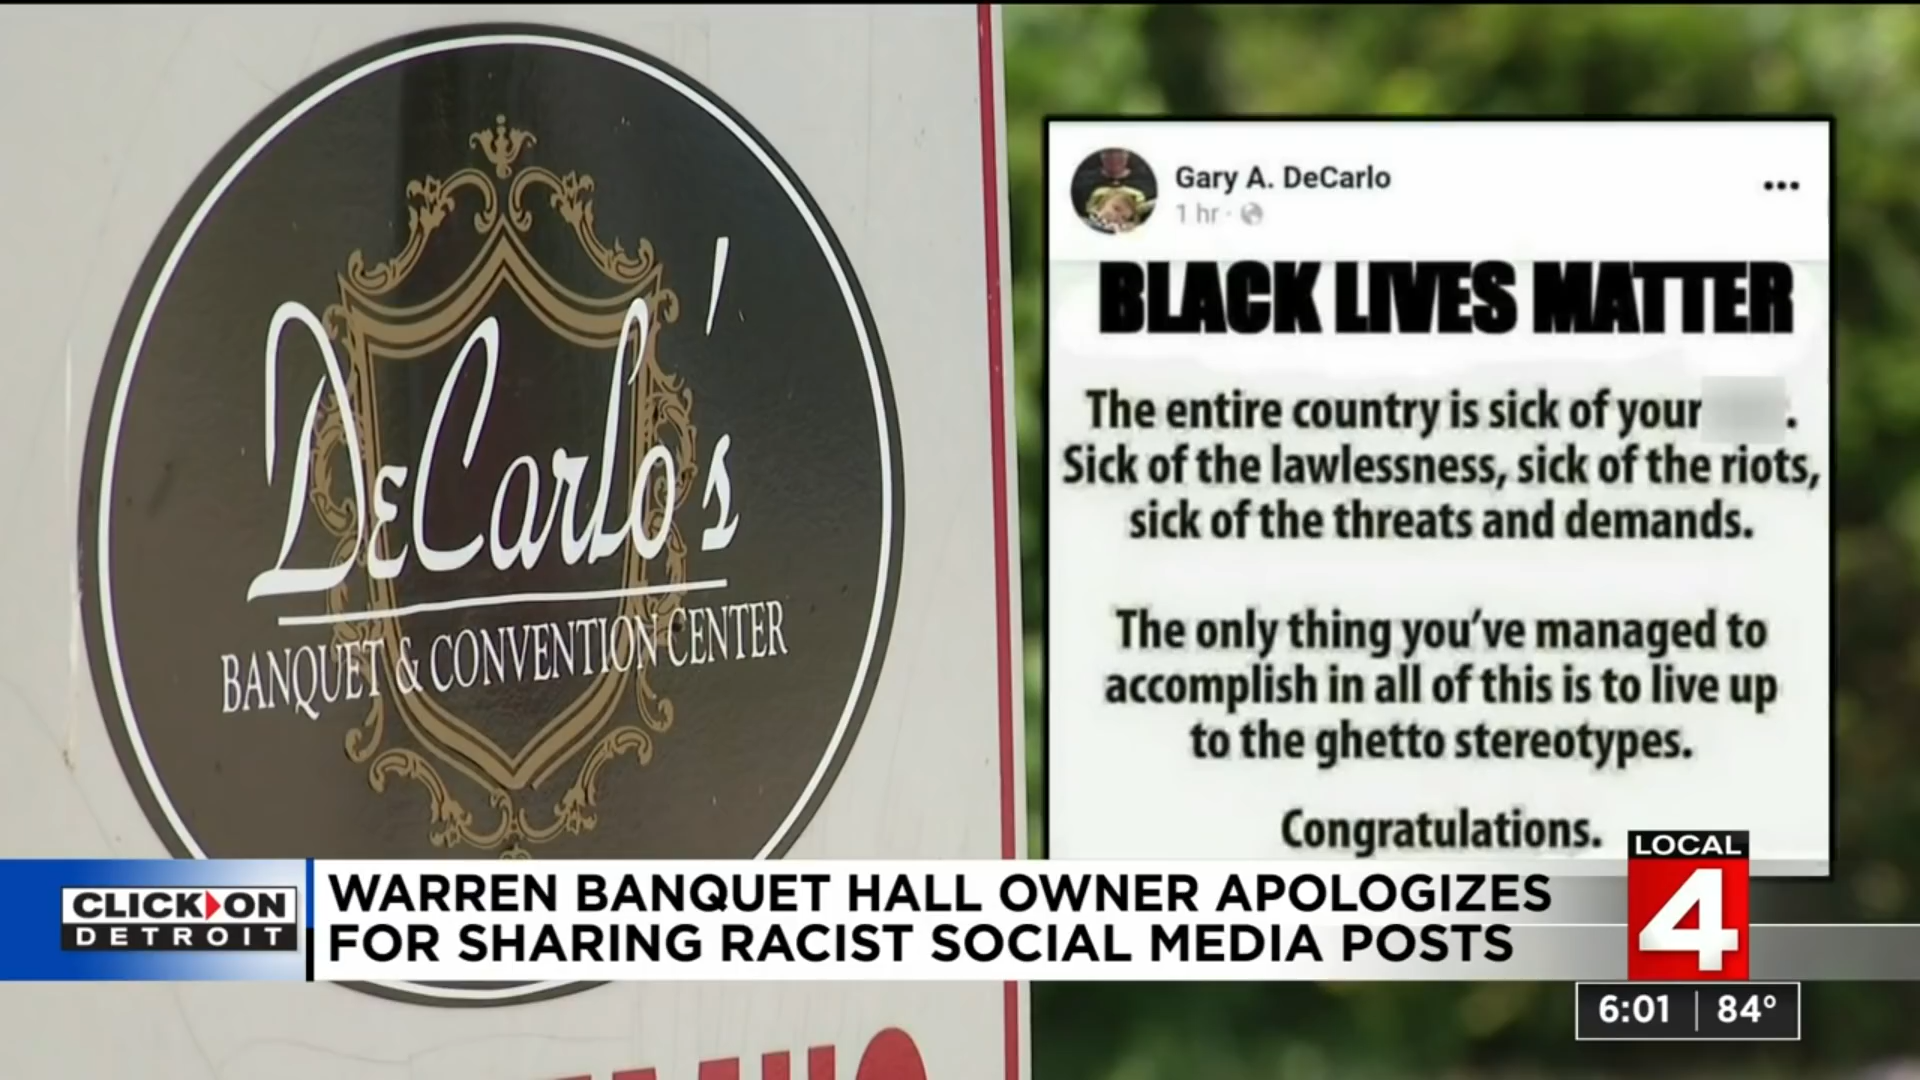 DeCarlo's
BANQUET & CONVENTION CENTER
Gary A. DeCarlo
1 hr ·
BLACK LIVES MATTER
The entire country is sick of your .
Sick of the lawlessness, sick of the riots,
sick of the threats and demands.
The only thing you've managed to
accomplish in all of this is to live up
to the ghetto stereotypes.
Congratulations.
CLICK ON
DETROIT
WARREN BANQUET HALL OWNER APOLOGIZES
FOR SHARING RACIST SOCIAL MEDIA POSTS
LOCAL
4
6:01 84°